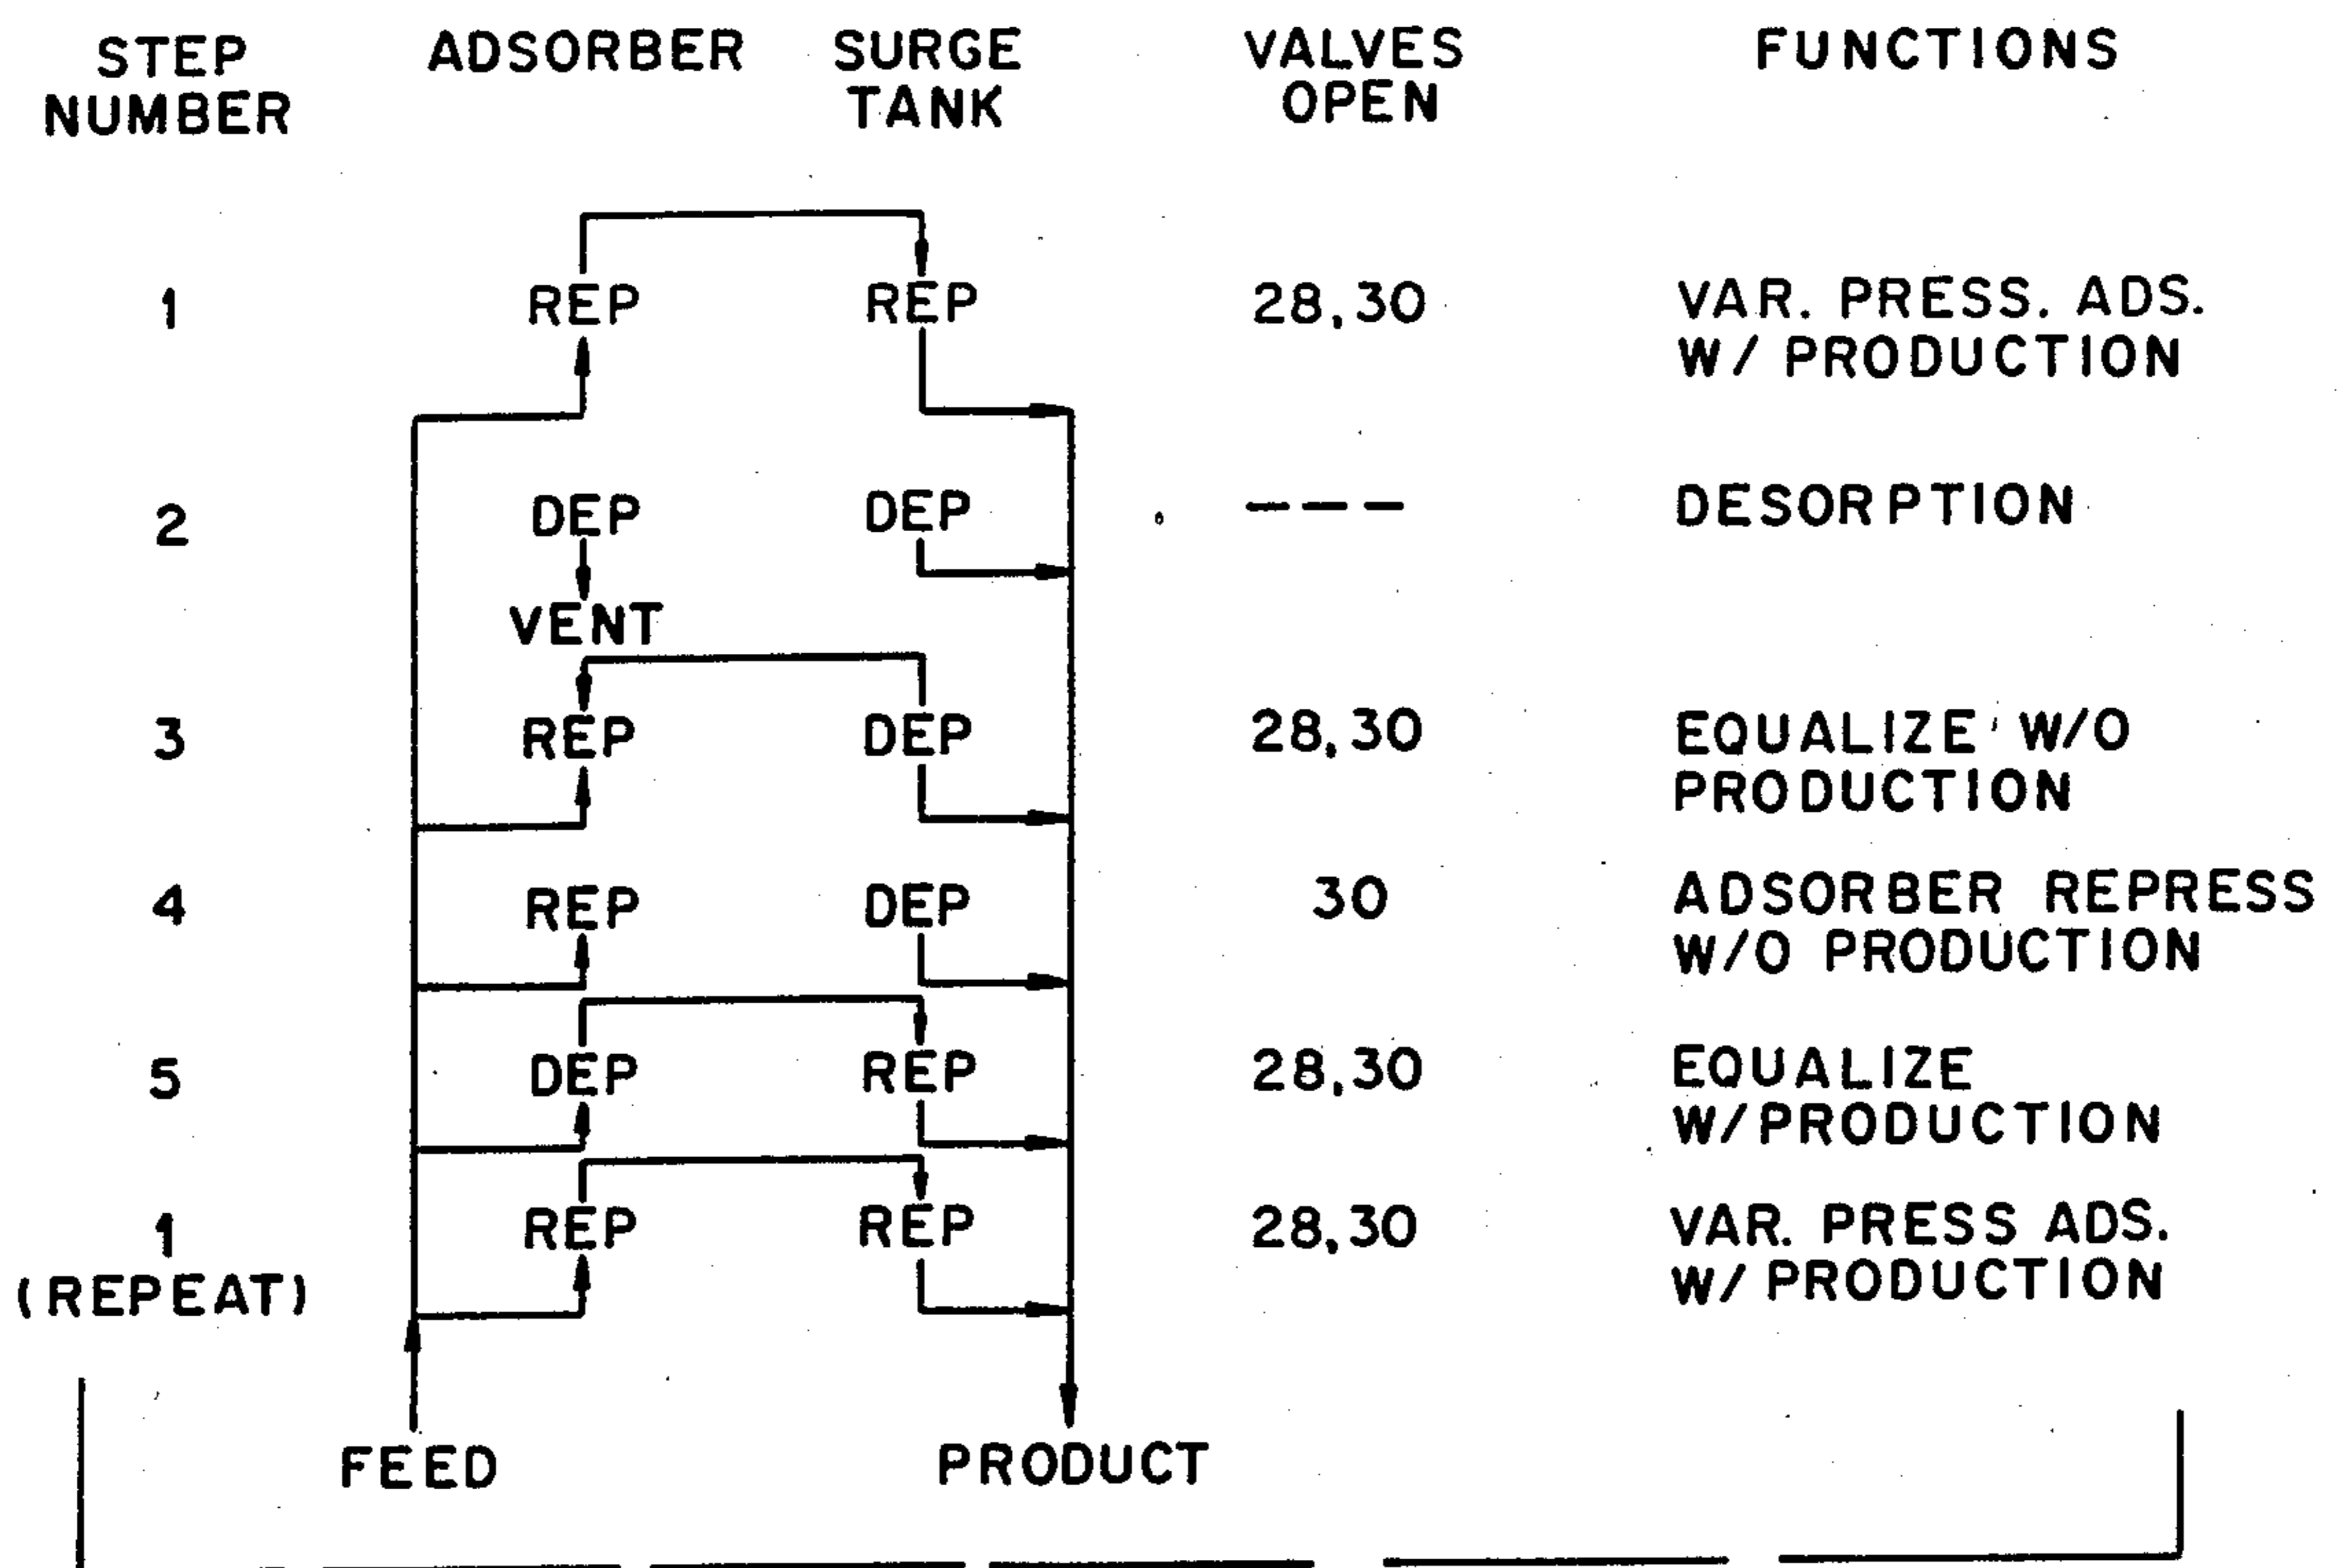 STEP NUMBER ADSORBER SURGE TANK VALVES OPEN FUNCTIONS
1 REP REP 28,30 VAR. PRESS. ADS.
W/ PRODUCTION
2 DEP DEP --- DESORPTION
VENT
3 REP DEP 28,30 EQUALIZE W/O
PRODUCTION
4 REP DEP 30 ADSORBER REPRESS
W/O PRODUCTION
5 DEP REP 28,30 EQUALIZE
W/PRODUCTION
1 REP REP 28,30 VAR. PRESS ADS.
(REPEAT) W/ PRODUCTION
FEED PRODUCT